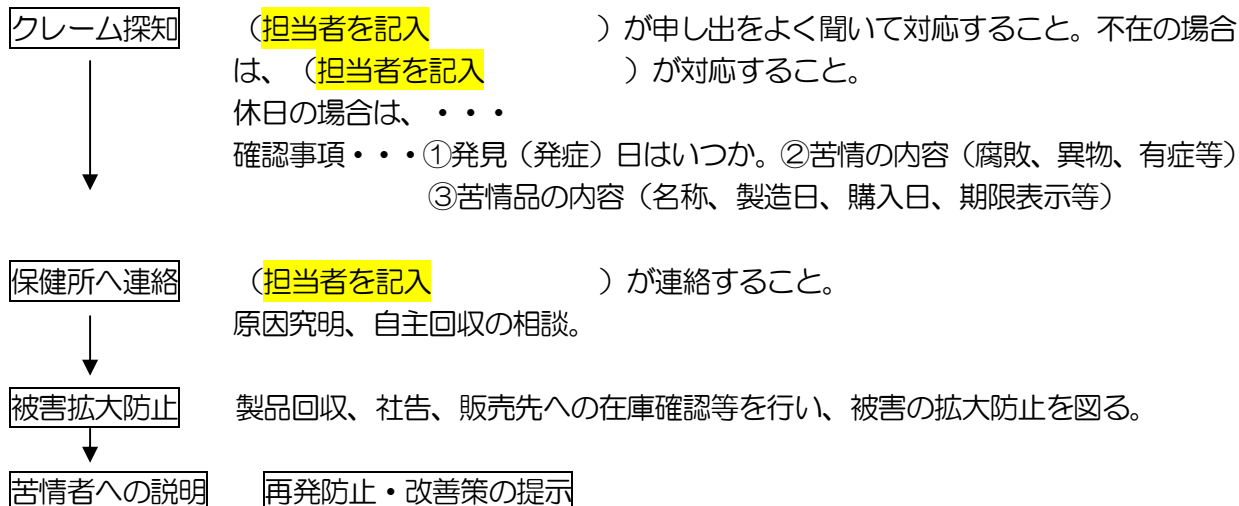 クレーム探知 （担当者を記入　　　　　　）が申し出をよく聞いて対応すること。不在の場合
は、（担当者を記入　　　　　　）が対応すること。
休日の場合は、・・・
確認事項・・・①発見（発症）日はいつか。②苦情の内容（腐敗、異物、有症等）
③苦情品の内容（名称、製造日、購入日、期限表示等）
保健所へ連絡 （担当者を記入　　　　　　）が連絡すること。
原因究明、自主回収の相談。
被害拡大防止 製品回収、社告、販売先への在庫確認等を行い、被害の拡大防止を図る。
苦情者への説明 再発防止・改善策の提示